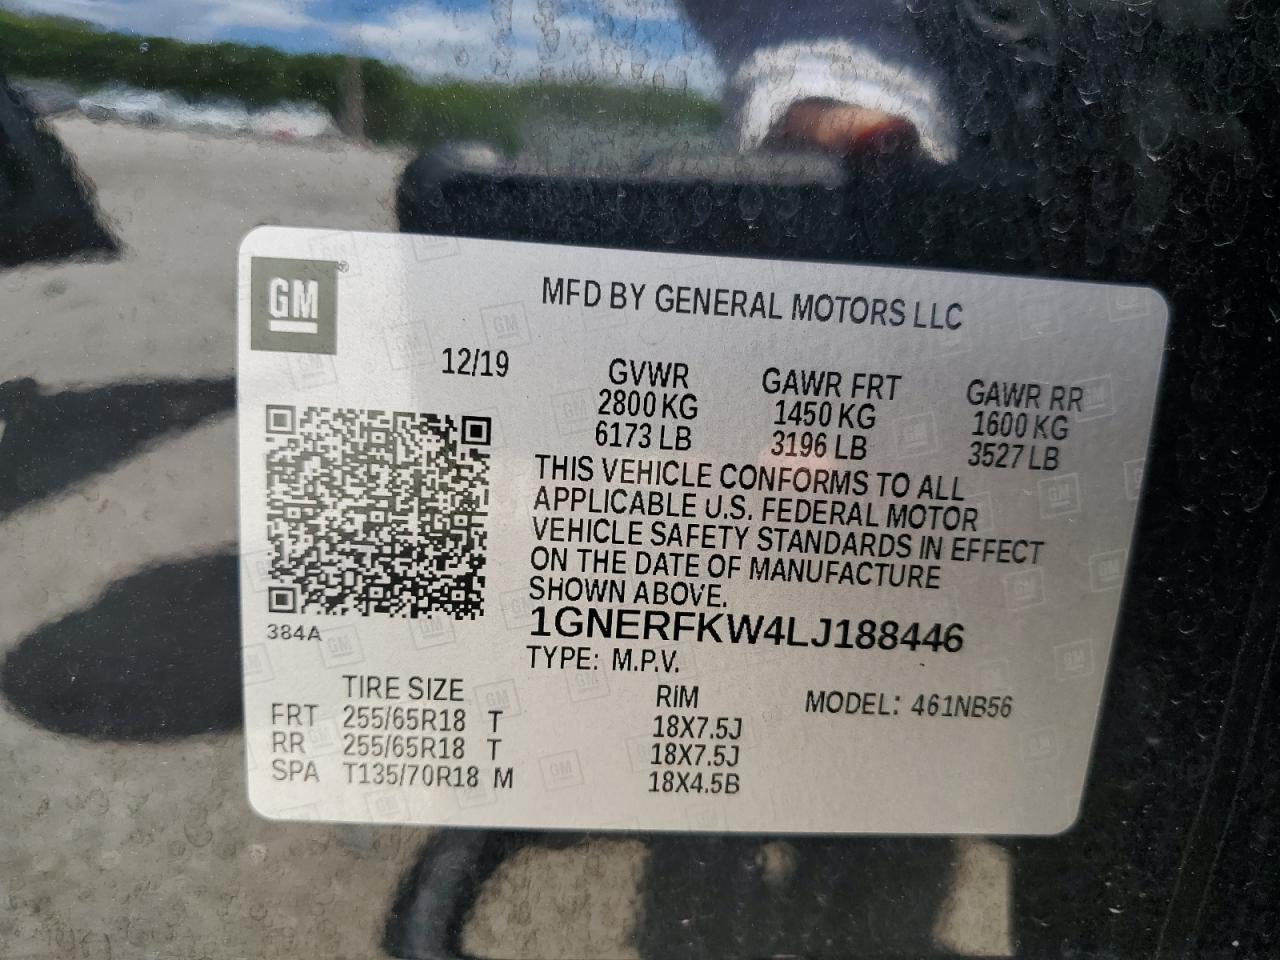 GM
MFD BY GENERAL MOTORS LLC
12/19
GVWR GAWR FRT GAWR RR
2800 KG 1450 KG 1600 KG
6173 LB 3196 LB 3527 LB
THIS VEHICLE CONFORMS TO ALL
APPLICABLE U.S. FEDERAL MOTOR
VEHICLE SAFETY STANDARDS IN EFFECT
ON THE DATE OF MANUFACTURE
SHOWN ABOVE.
384A
1GNERFKW4LJ188446
TYPE: M.P.V.
TIRE SIZE RIM MODEL: 461NB56
FRT 255/65R18 T 18X7.5J
RR 255/65R18 T 18X7.5J
SPA T135/70R18 M 18X4.5B